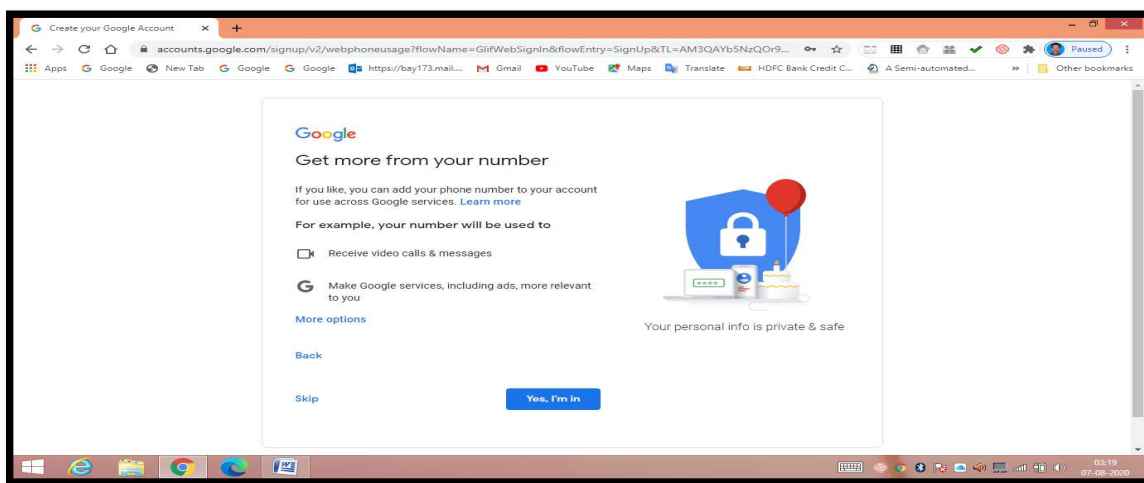 Create your Google Account
accounts.google.com/signup/v2/webphoneusage?flowName=GlifWebSignIn&flowEntry=SignUp&TL=AM3QAYb5NzQOr9...
Paused
Apps Google New Tab Google Google https://bay173.mail.... Gmail YouTube Maps Translate HDFC Bank Credit C... A Semi-automated... » Other bookmarks
Google
Get more from your number
If you like, you can add your phone number to your account
for use across Google services. Learn more
For example, your number will be used to
Receive video calls & messages
G Make Google services, including ads, more relevant
to you
More options
Your personal info is private & safe
Back
Skip
Yes, I'm in
03:19
07-08-2020